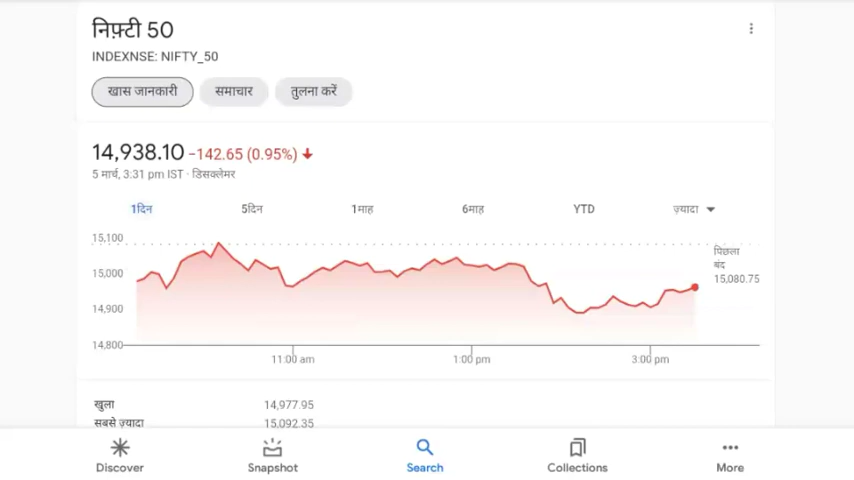 निफ़्टी 50
INDEXNSE: NIFTY_50
खास जानकारी समाचार तुलना करें
14,938.10 -142.65 (0.95%) ↓
5 मार्च, 3:31 pm IST · डिसक्लेमर
1दिन 5दिन 1माह 6माह YTD ज़्यादा
15,100
15,000
14,900
14,800
पिछला
बंद
15,080.75
11:00 am 1:00 pm 3:00 pm
खुला 14,977.95
सबसे ज़्यादा 15,092.35
Discover Snapshot Search Collections More